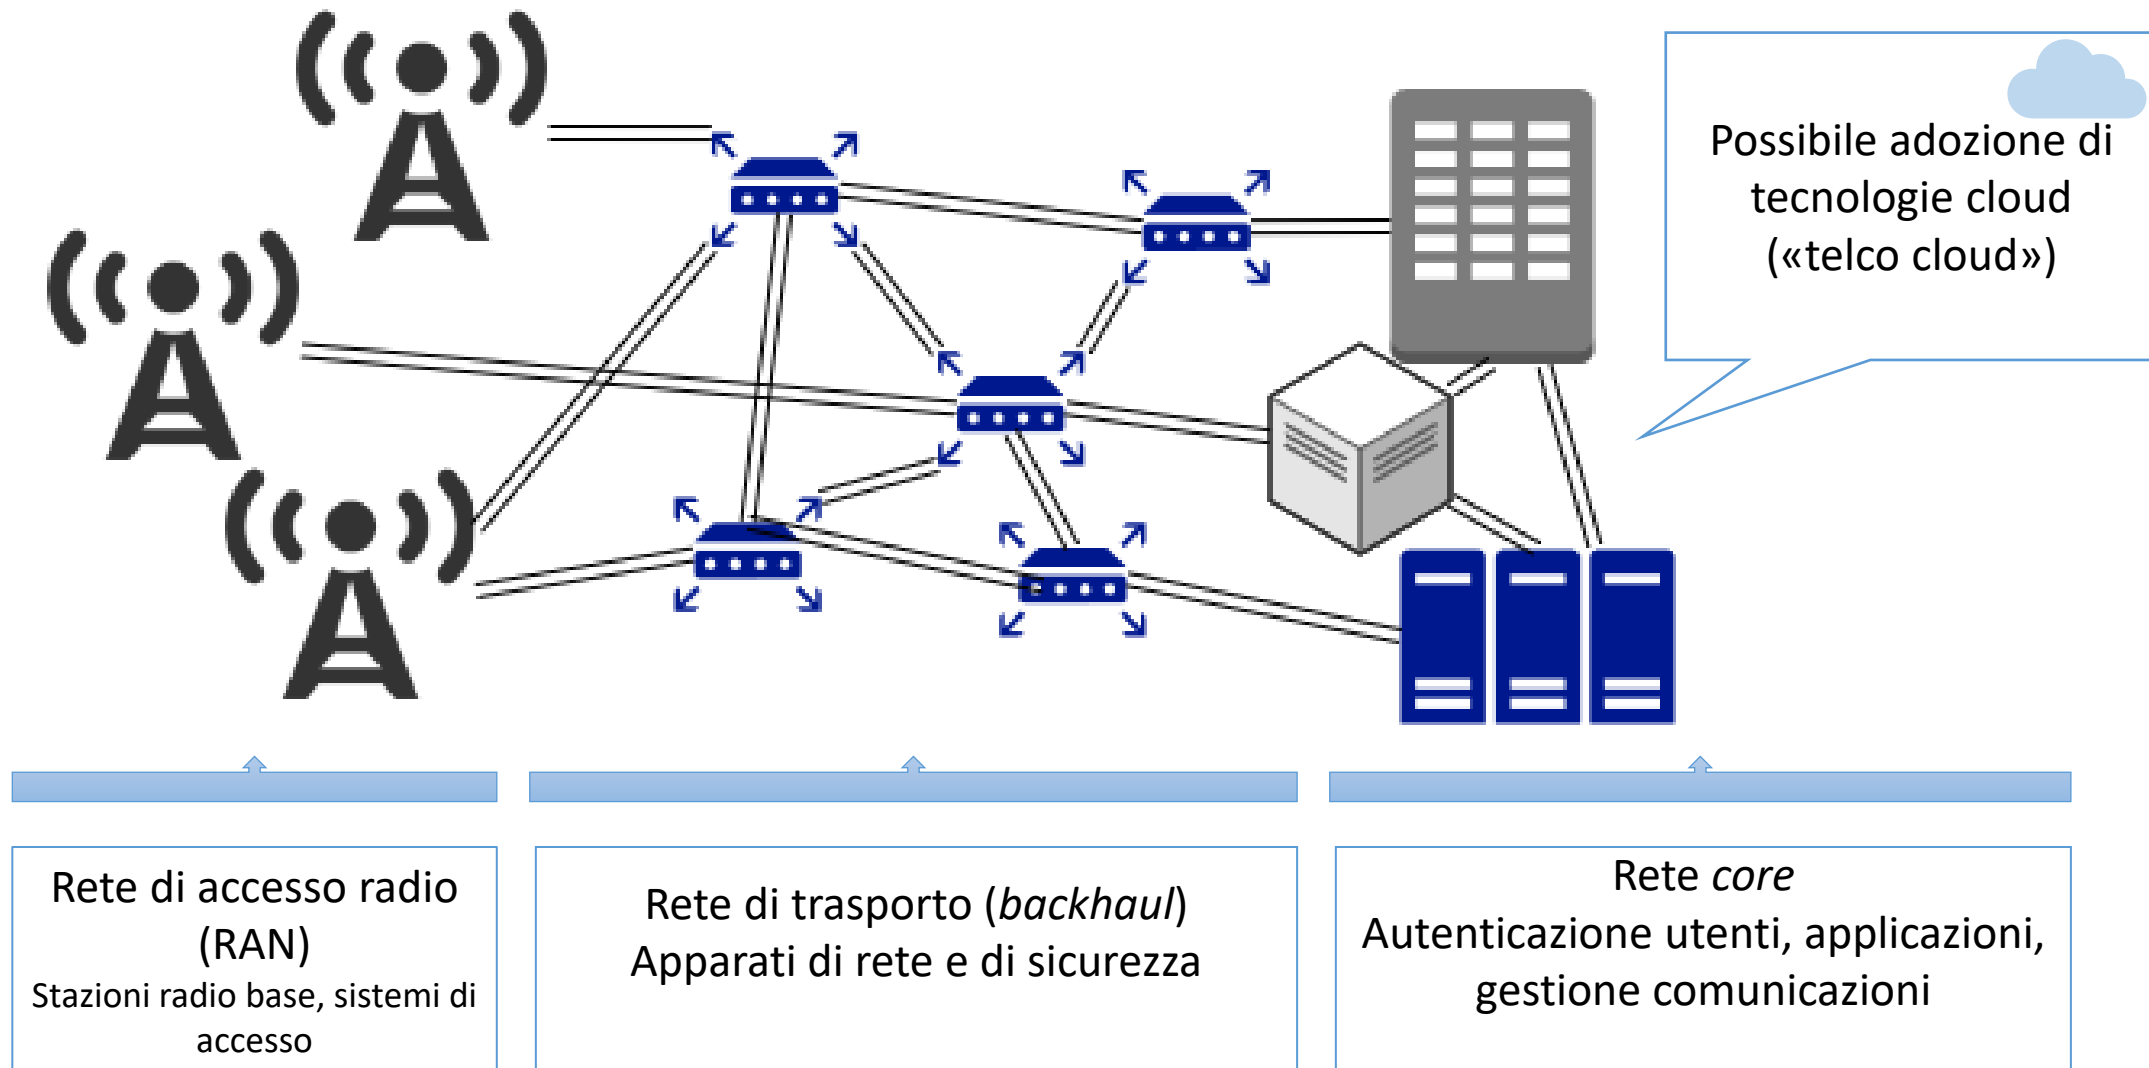 Possibile adozione di
tecnologie cloud
(«telco cloud»)
Rete di accesso radio
(RAN)
Stazioni radio base, sistemi di
accesso
Rete di trasporto (backhaul)
Apparati di rete e di sicurezza
Rete core
Autenticazione utenti, applicazioni,
gestione comunicazioni